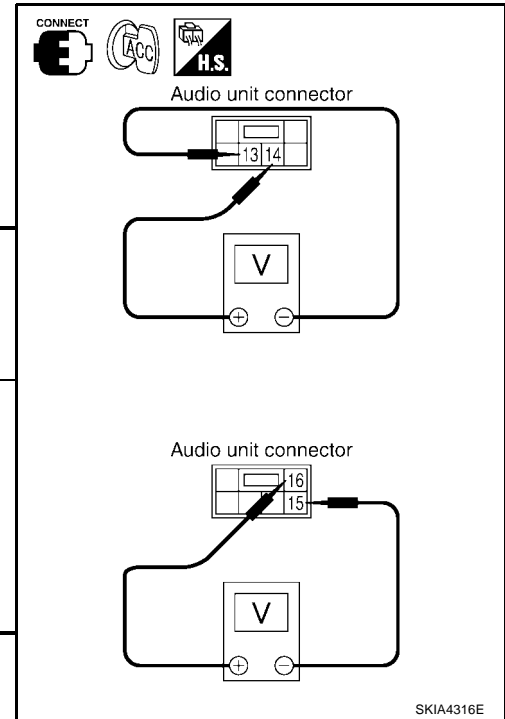 CONNECT
ACC
H.S.
Audio unit connector
13 14
V
+ −
Audio unit connector
16
15
V
+ −
SKIA4316E